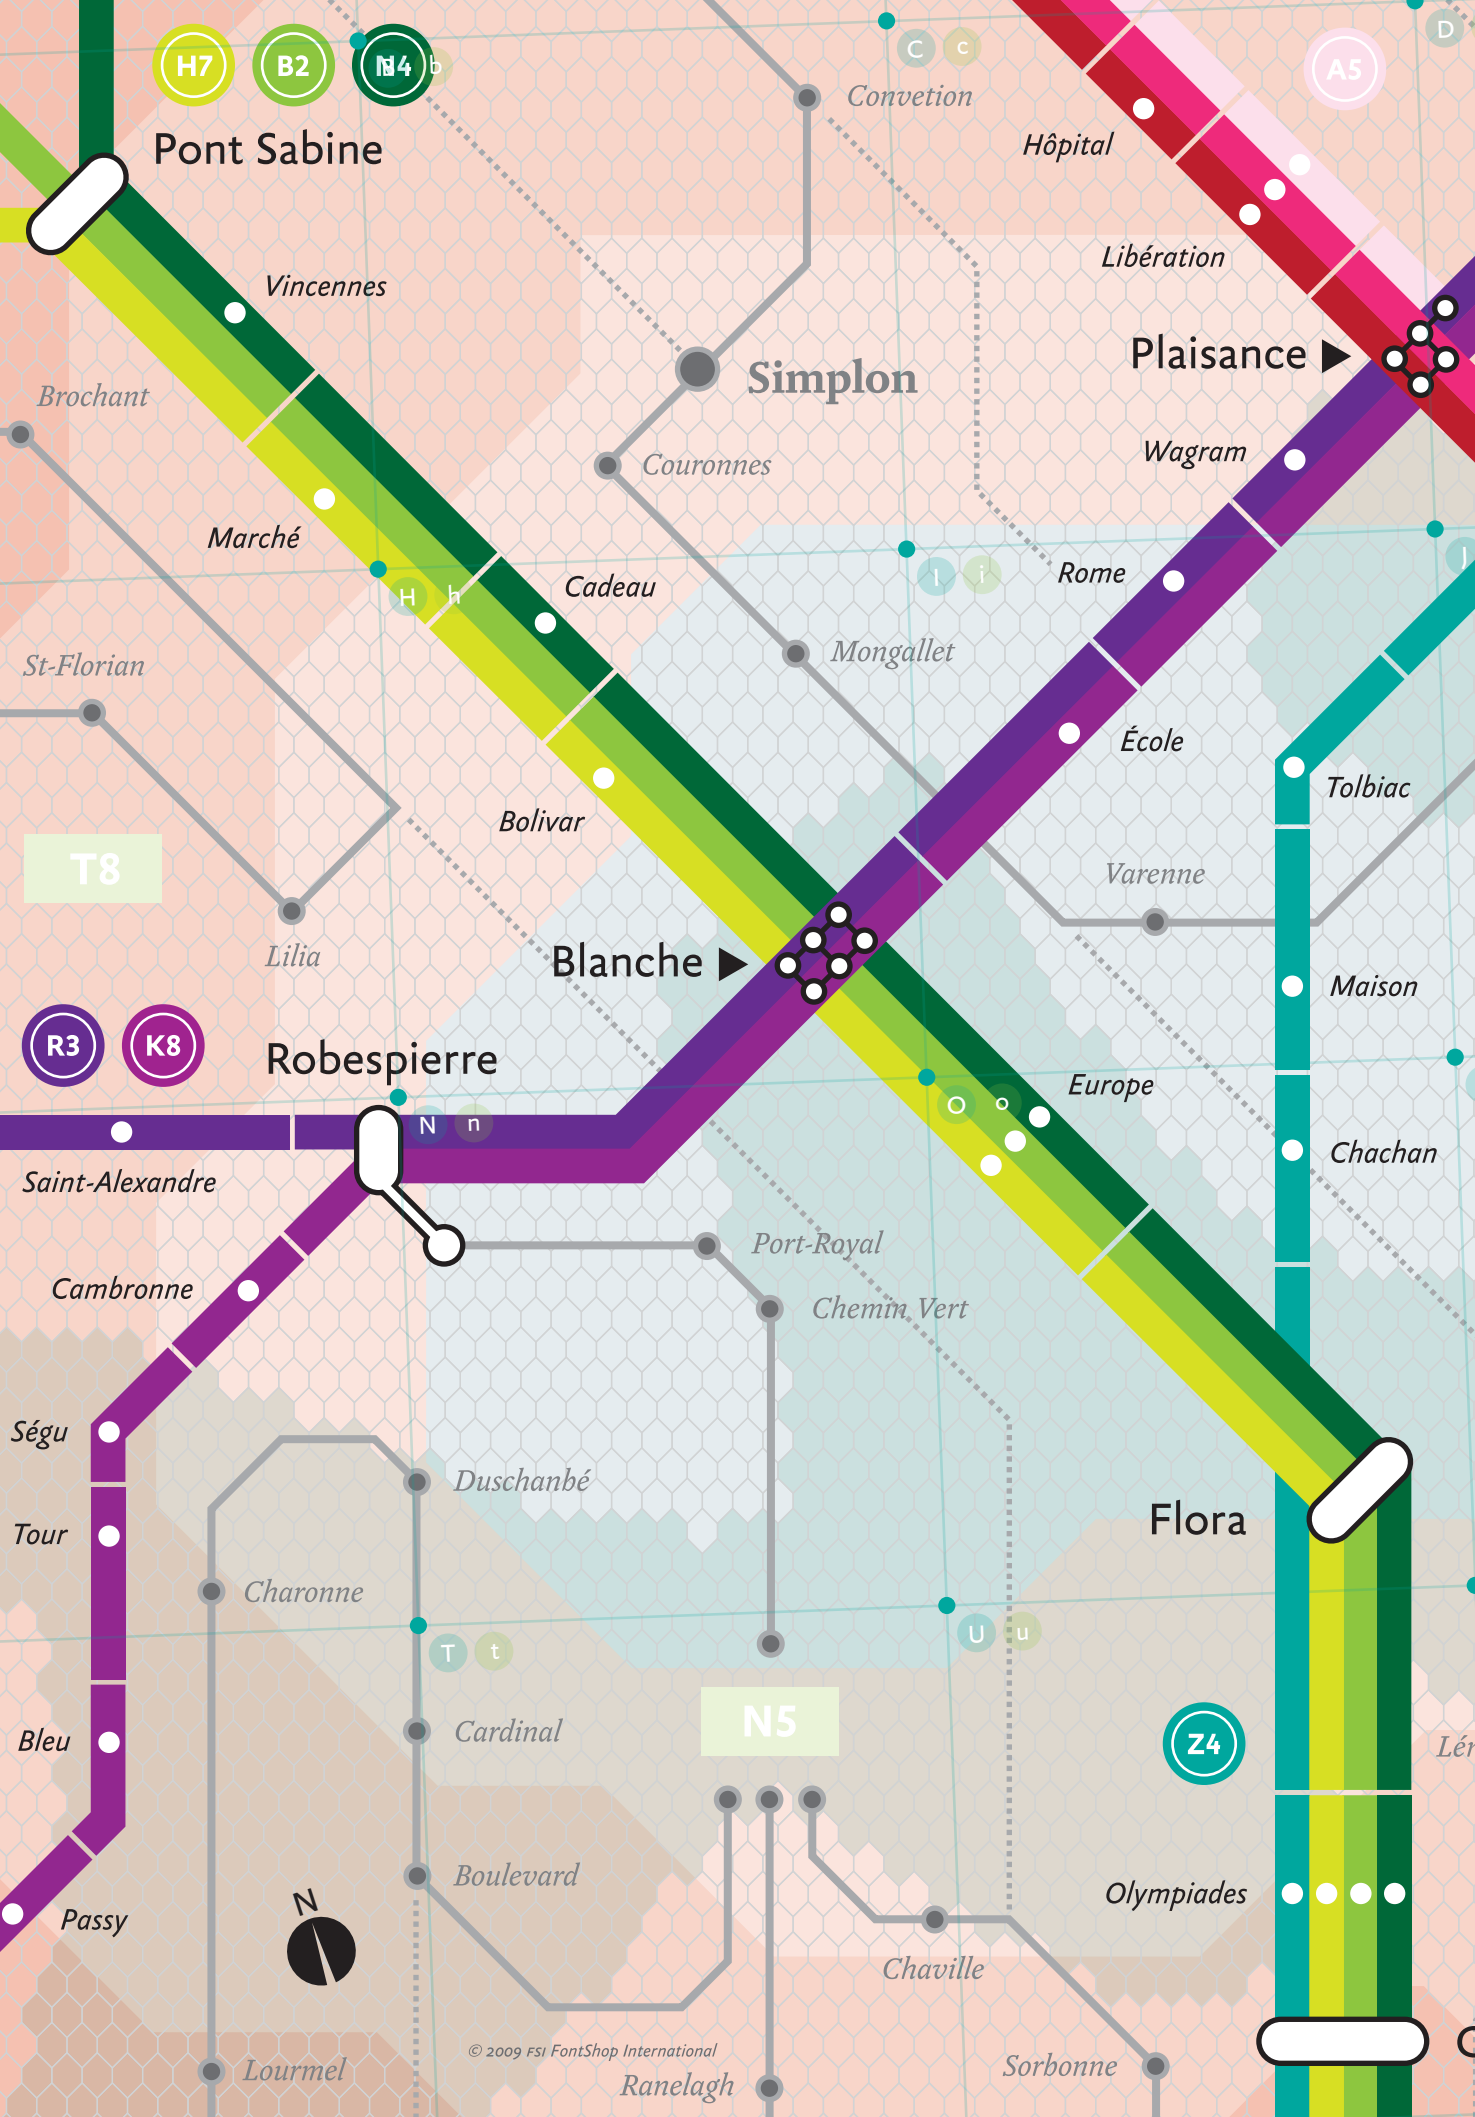 H7 B2 N4 b
C c
D
A5
Convetion
Pont Sabine
Hôpital
Libération
Vincennes
Plaisance
Simplon
Brochant
Wagram
Couronnes
Marché
Rome
I i
J
Cadeau
H h
Mongallet
St-Florian
École
Tolbiac
Bolivar
T8
Varenne
Lilia
Blanche
Maison
R3 K8
Robespierre
Europe
O o
N n
Chachan
Saint-Alexandre
Port-Royal
Cambronne
Chemin Vert
Ségu
Duschanbé
Flora
Tour
Charonne
U u
T t
Bleu
Cardinal
N5
Z4
Boulevard
Olympiades
N
Passy
Chaville
© 2009 FSI FontShop International
Lourmel
Ranelagh
Sorbonne